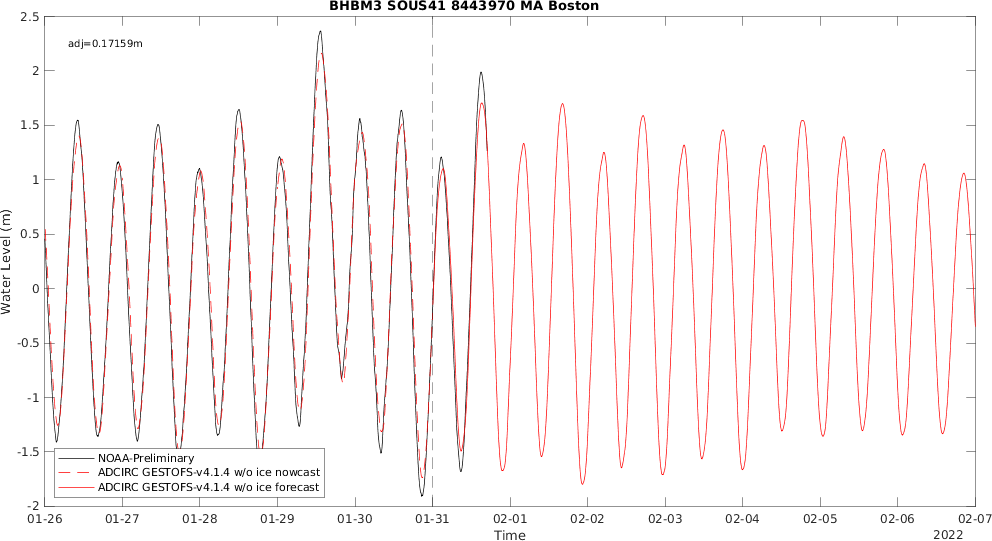 BHBM3 SOUS41 8443970 MA Boston
adj=0.17159m
2.5
2
1.5
1
0.5
0
-0.5
-1
-1.5
-2
Water Level (m)
NOAA-Preliminary
ADCIRC GESTOFS-v4.1.4 w/o ice nowcast
ADCIRC GESTOFS-v4.1.4 w/o ice forecast
01-26 01-27 01-28 01-29 01-30 01-31 02-01 02-02 02-03 02-04 02-05 02-06 02-07
Time
2022